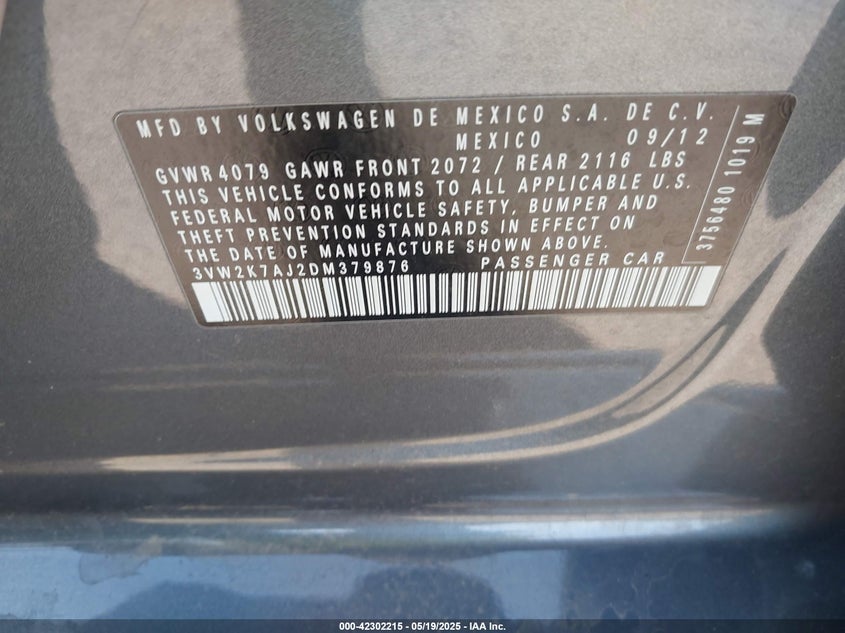 MFD BY VOLKSWAGEN DE MEXICO S.A. DE C.V.
MEXICO 09/12
GVWR 4079 GAWR FRONT 2072 / REAR 2116 LBS
THIS VEHICLE CONFORMS TO ALL APPLICABLE U.S.
FEDERAL MOTOR VEHICLE SAFETY, BUMPER AND
THEFT PREVENTION STANDARDS IN EFFECT ON
THE DATE OF MANUFACTURE SHOWN ABOVE.
3VW2K7AJ2DM379876 PASSENGER CAR
3756480 1019 M
000-42302215 - 05/19/2025 - IAA Inc.